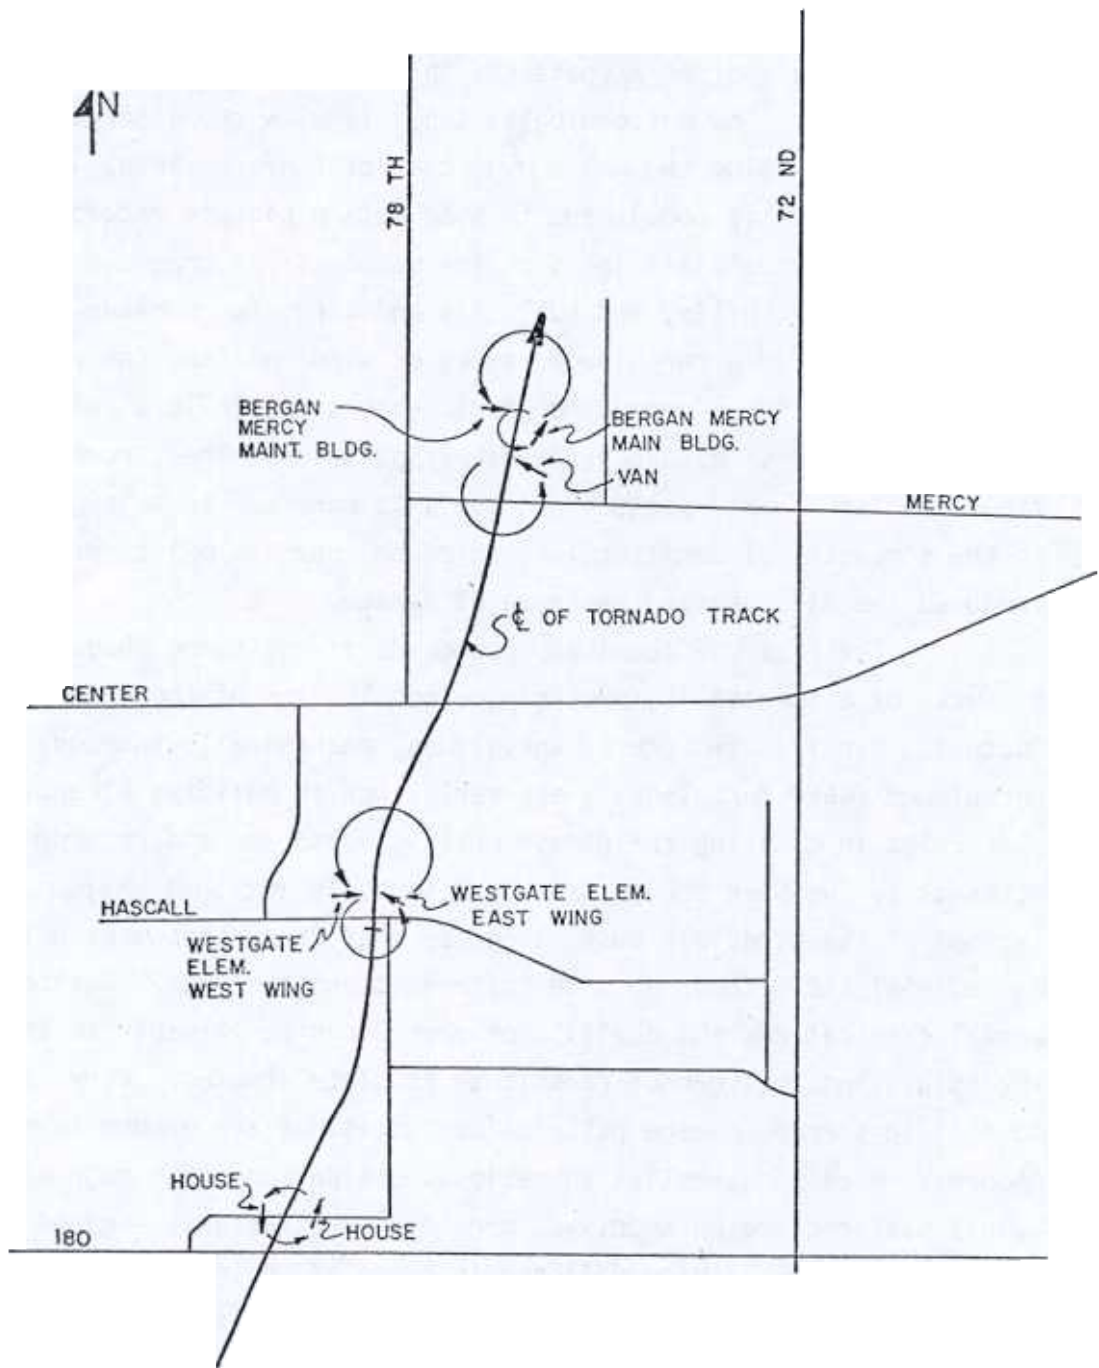 N
78 TH
72 ND
BERGAN
MERCY
MAINT. BLDG.
BERGAN MERCY
MAIN BLDG.
VAN
MERCY
℄ OF TORNADO TRACK
CENTER
HASCALL
WESTGATE ELEM.
EAST WING
WESTGATE
ELEM.
WEST WING
HOUSE
HOUSE
180